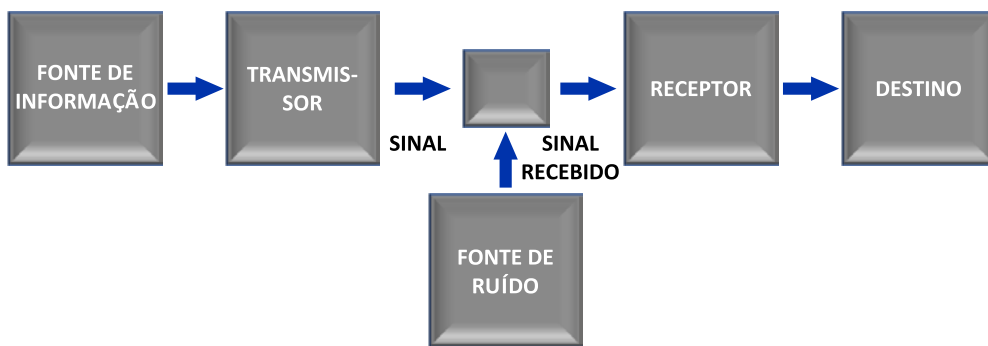 FONTE DE
INFORMAÇÃO
TRANSMIS-
SOR
SINAL
SINAL
RECEBIDO
RECEPTOR
DESTINO
FONTE DE
RUÍDO